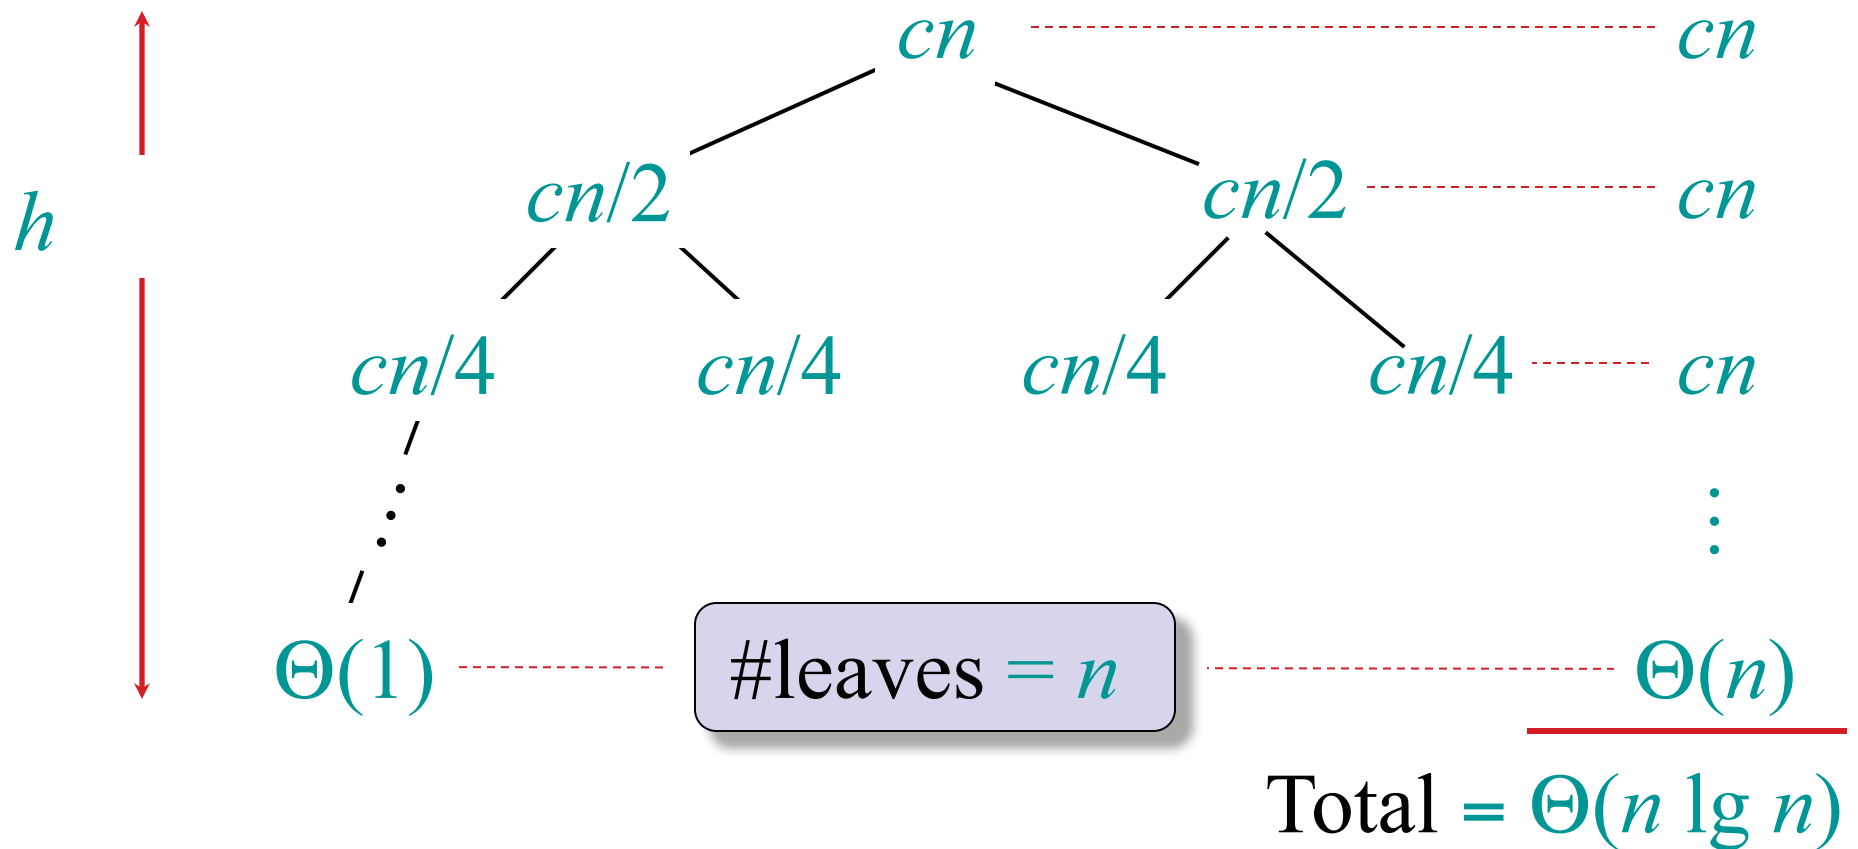 cn cn
h cn/2 cn/2 cn
cn/4 cn/4 cn/4 cn/4 cn
Θ(1) #leaves = n Θ(n)
Total = Θ(n lg n)